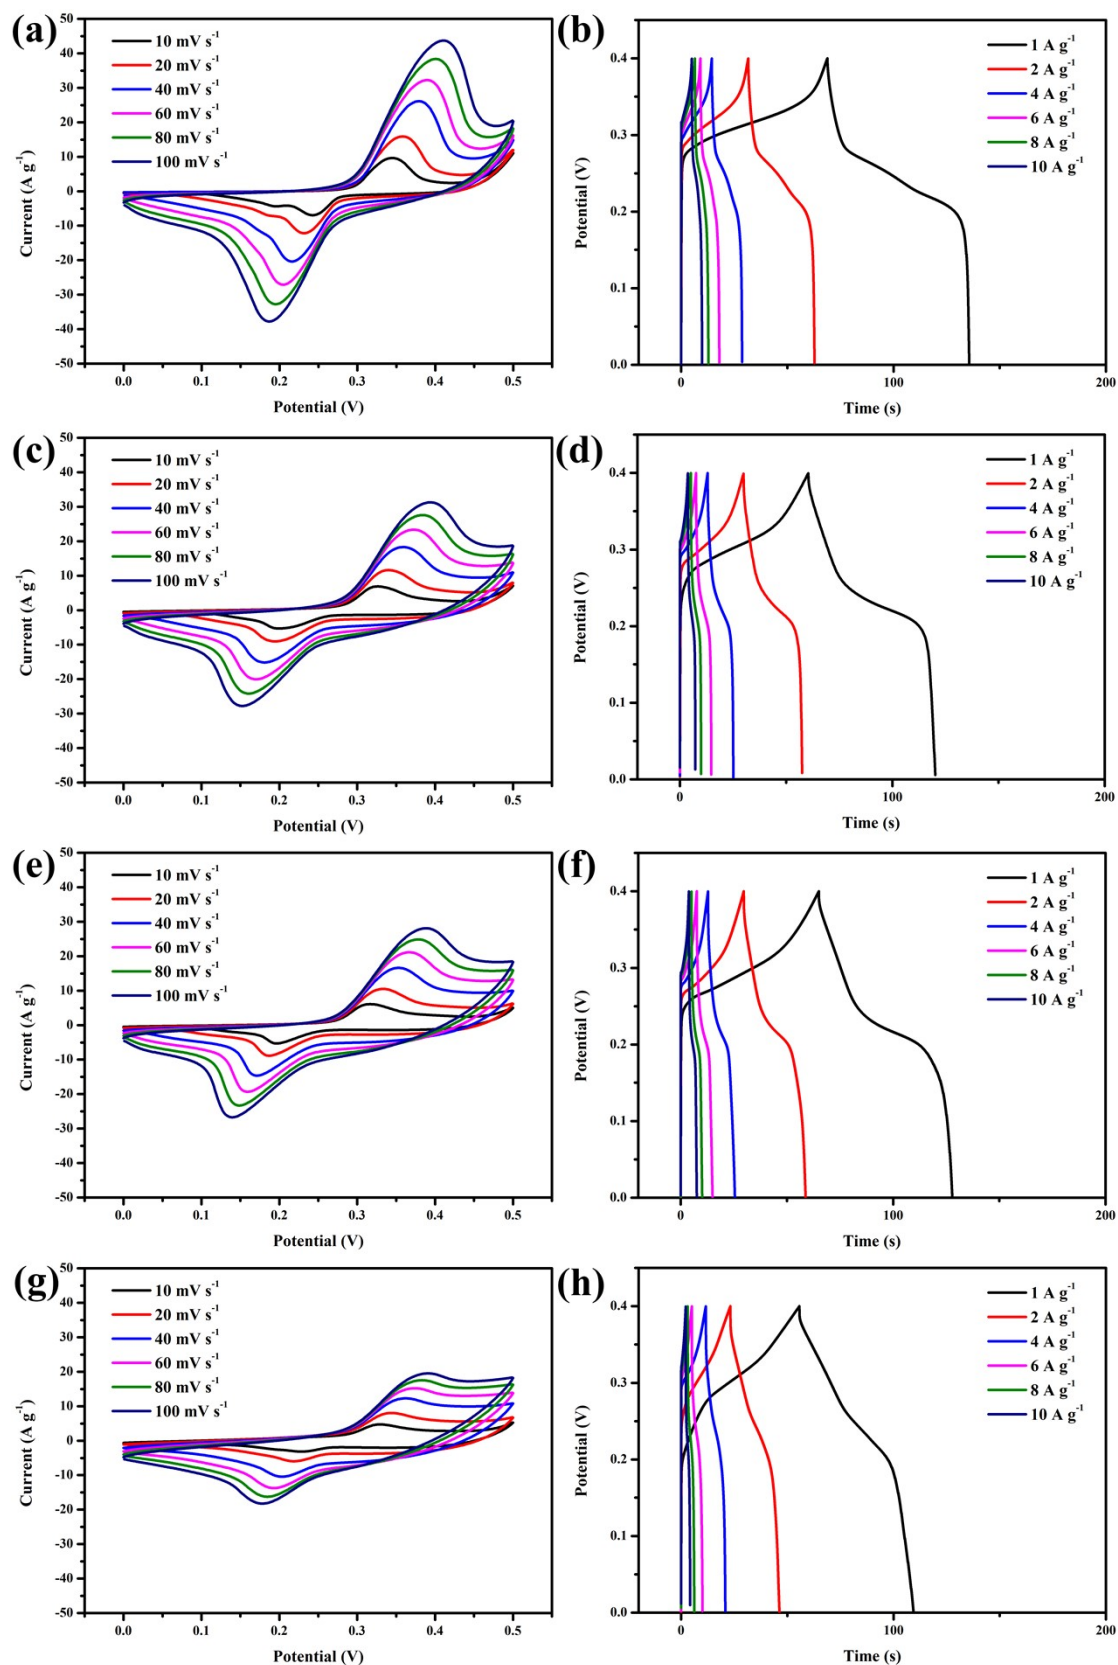 (a)
50
40
30
20
10
0
-10
-20
-30
-40
-50
Current (A g-1)
10 mV s-1
20 mV s-1
40 mV s-1
60 mV s-1
80 mV s-1
100 mV s-1
0.0 0.1 0.2 0.3 0.4 0.5
Potential (V)
(b)
0.4
0.3
0.2
0.1
0.0
Potential (V)
1 A g-1
2 A g-1
4 A g-1
6 A g-1
8 A g-1
10 A g-1
0 100 200
Time (s)
(c)
50
40
30
20
10
0
-10
-20
-30
-40
-50
Current (A g-1)
10 mV s-1
20 mV s-1
40 mV s-1
60 mV s-1
80 mV s-1
100 mV s-1
0.0 0.1 0.2 0.3 0.4 0.5
Potential (V)
(d)
0.4
0.3
0.2
0.1
0.0
Potential (V)
1 A g-1
2 A g-1
4 A g-1
6 A g-1
8 A g-1
10 A g-1
0 100 200
Time (s)
(e)
50
40
30
20
10
0
-10
-20
-30
-40
-50
Current (A g-1)
10 mV s-1
20 mV s-1
40 mV s-1
60 mV s-1
80 mV s-1
100 mV s-1
0.0 0.1 0.2 0.3 0.4 0.5
Potential (V)
(f)
0.4
0.3
0.2
0.1
0.0
Potential (V)
1 A g-1
2 A g-1
4 A g-1
6 A g-1
8 A g-1
10 A g-1
0 100 200
Time (s)
(g)
50
40
30
20
10
0
-10
-20
-30
-40
-50
Current (A g-1)
10 mV s-1
20 mV s-1
40 mV s-1
60 mV s-1
80 mV s-1
100 mV s-1
0.0 0.1 0.2 0.3 0.4 0.5
Potential (V)
(h)
0.4
0.3
0.2
0.1
0.0
Potential (V)
1 A g-1
2 A g-1
4 A g-1
6 A g-1
8 A g-1
10 A g-1
0 100 200
Time (s)